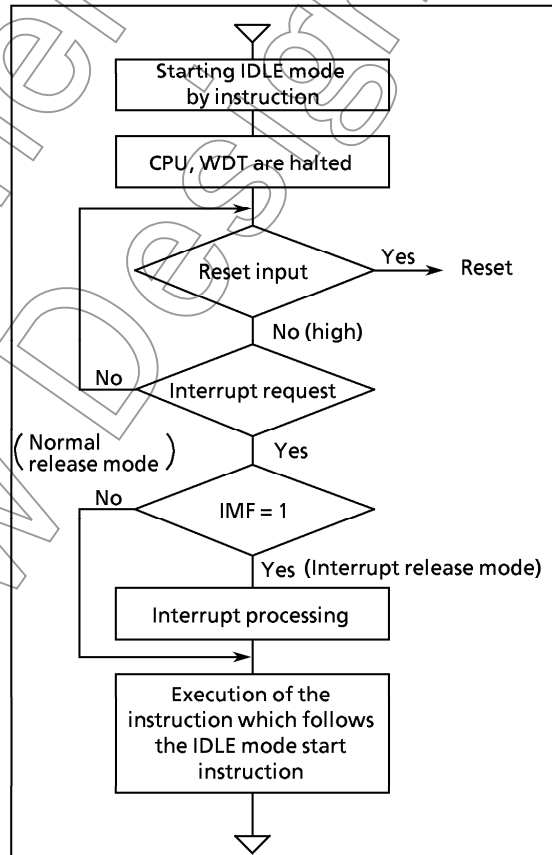 Starting IDLE mode
by instruction
CPU, WDT are halted
Reset input
Yes
Reset
No (high)
No
Interrupt request
Yes
(Normal
release mode)
No
IMF = 1
Yes (Interrupt release mode)
Interrupt processing
Execution of the
instruction which follows
the IDLE mode start
instruction